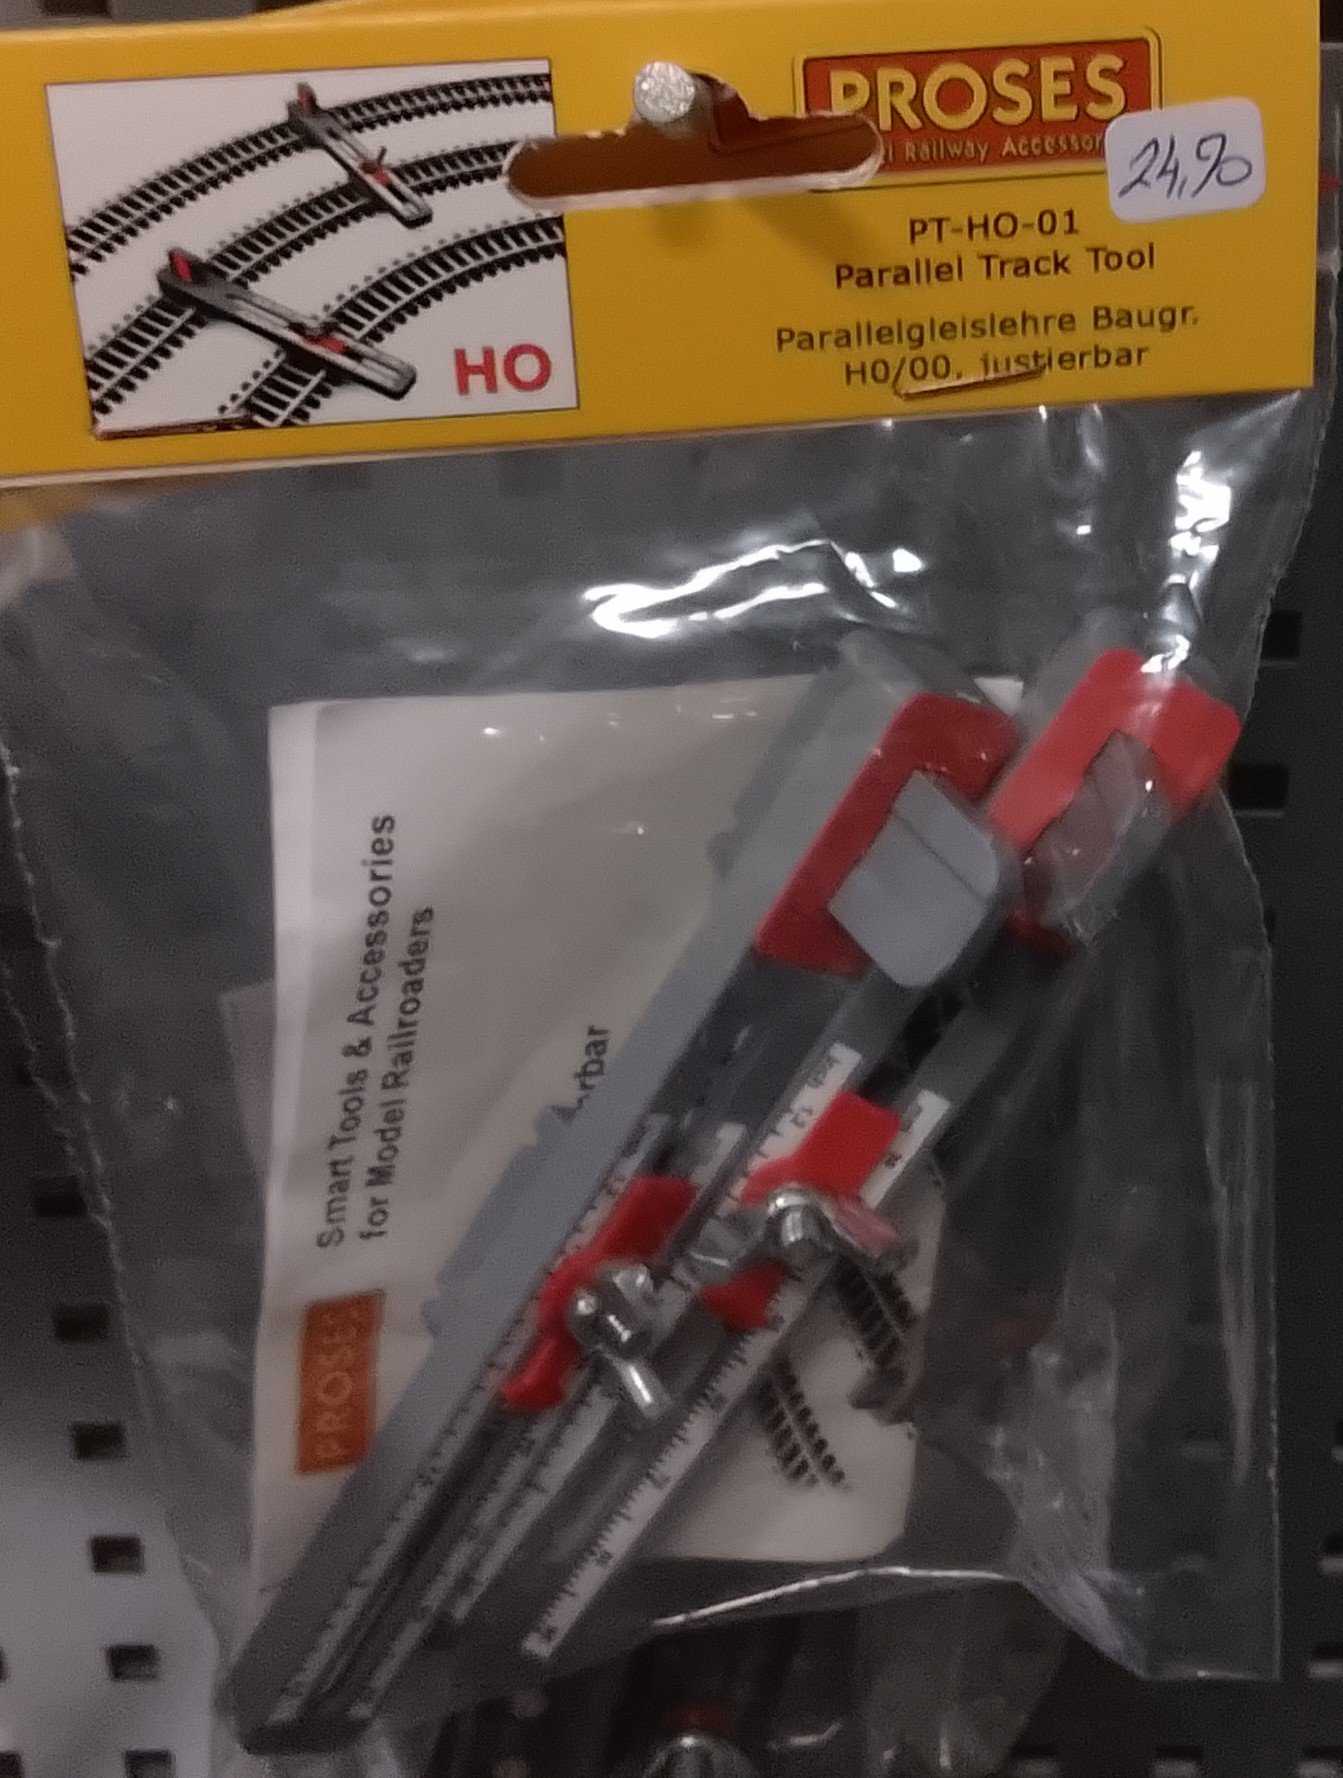 PROSES
Railway Accessor
24,90
PT-HO-01
Parallel Track Tool
Parallelgleislehre Baugr.
H0/00, justierbar
HO
Smart Tools & Accessories
for Model Railroaders
rbar
PROSES